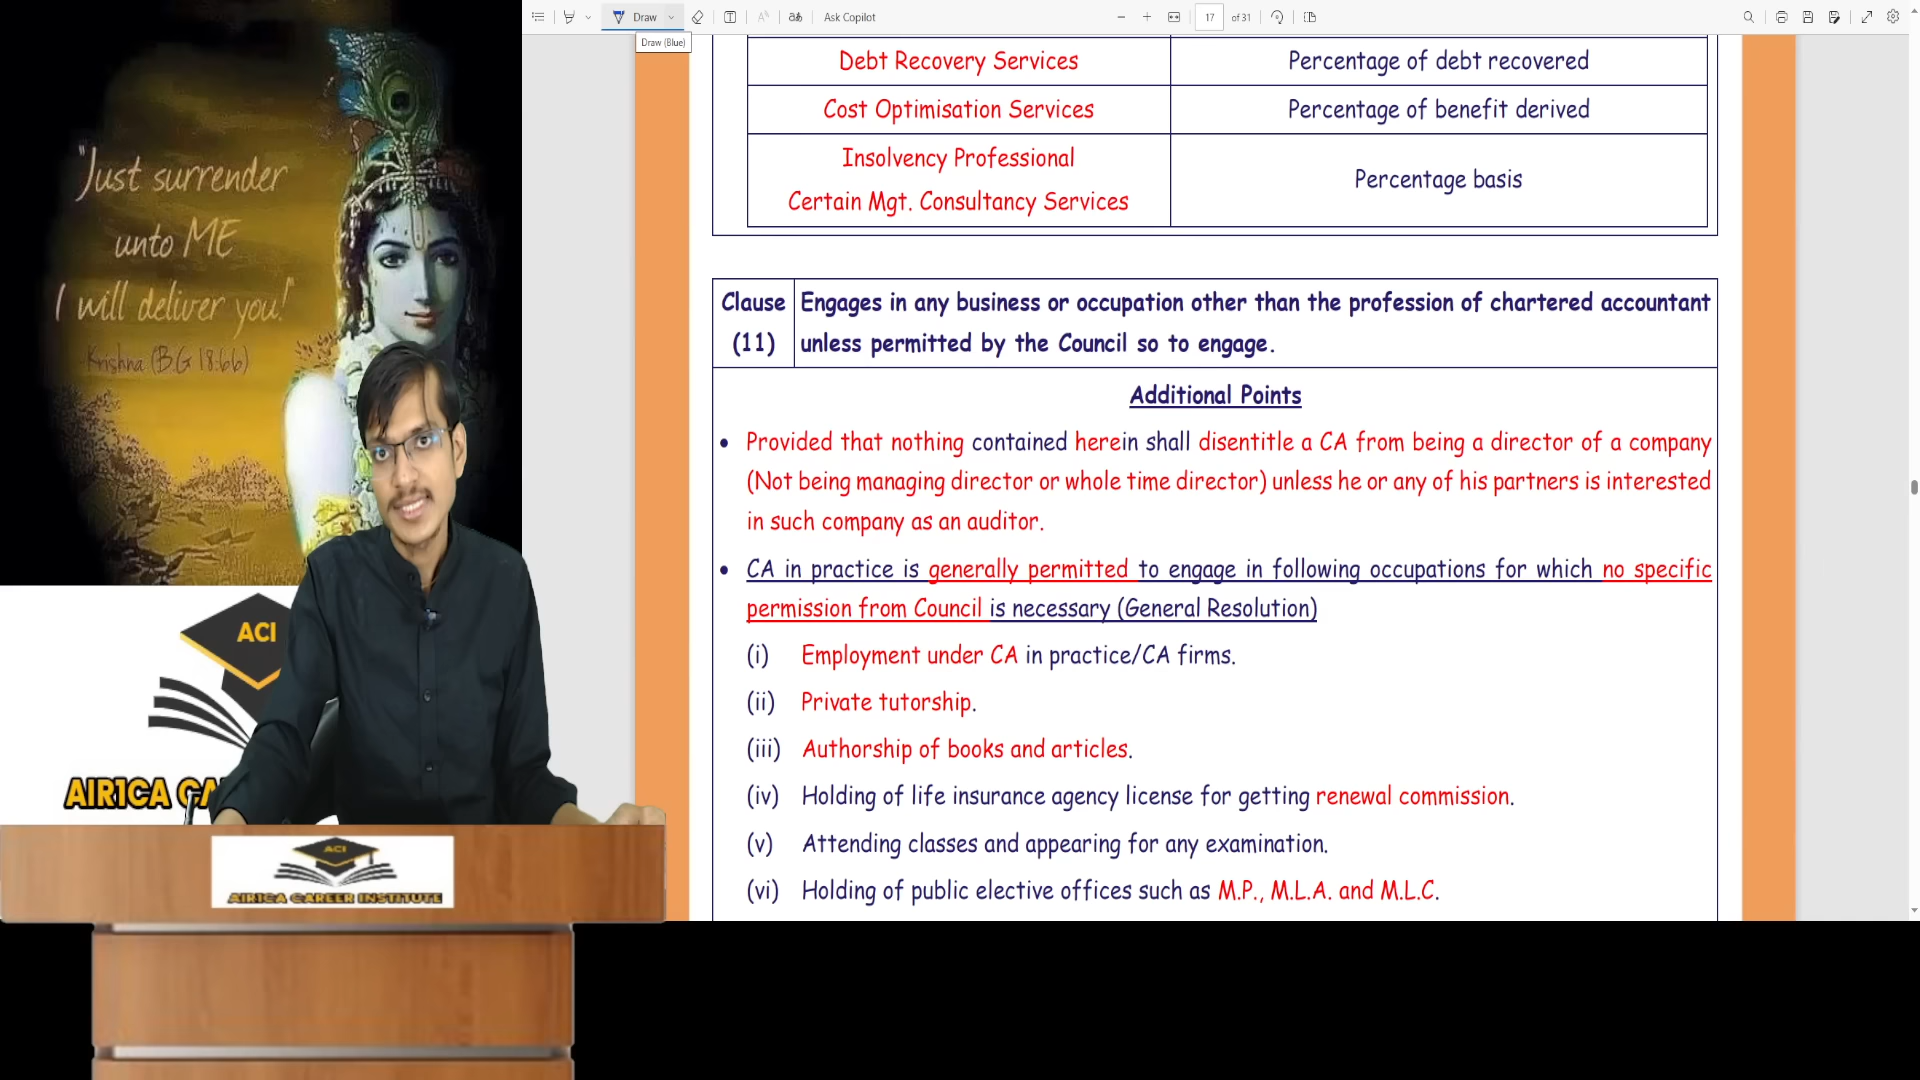 Draw
Ask Copilot
17
of 31
Draw (Blue)
"Just surrender
unto ME
I will deliver you!"
- Krishna (B.G 18:66)
ACI
AIR1CA CA
ACI
AIR1CA CAREER INSTITUTE
Debt Recovery Services
Percentage of debt recovered
Cost Optimisation Services
Percentage of benefit derived
Insolvency Professional
Certain Mgt. Consultancy Services
Percentage basis
Clause
(11)
Engages in any business or occupation other than the profession of chartered accountant
unless permitted by the Council so to engage.
Additional Points
• Provided that nothing contained herein shall disentitle a CA from being a director of a company
(Not being managing director or whole time director) unless he or any of his partners is interested
in such company as an auditor.
• CA in practice is generally permitted to engage in following occupations for which no specific
permission from Council is necessary (General Resolution)
(i) Employment under CA in practice/CA firms.
(ii) Private tutorship.
(iii) Authorship of books and articles.
(iv) Holding of life insurance agency license for getting renewal commission.
(v) Attending classes and appearing for any examination.
(vi) Holding of public elective offices such as M.P., M.L.A. and M.L.C.